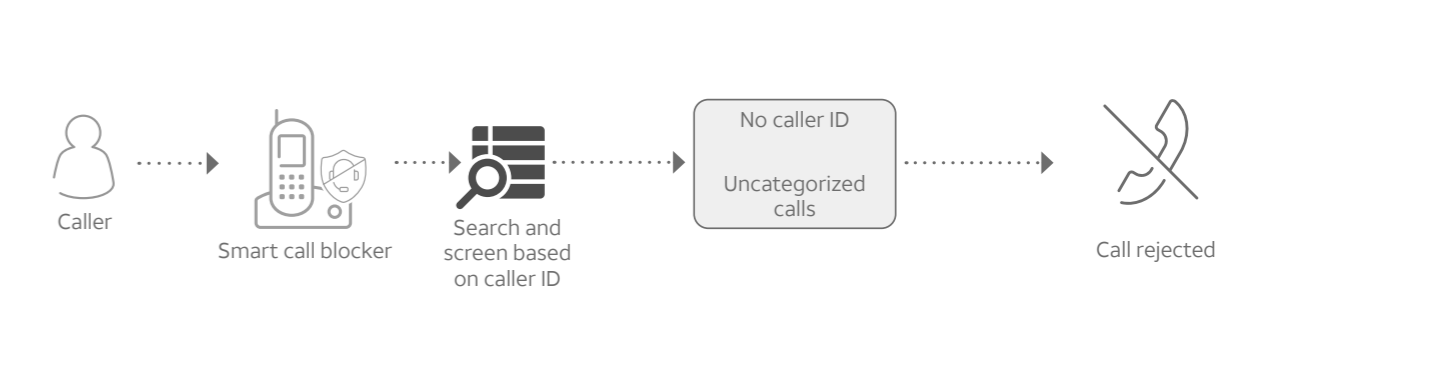 Caller
Smart call blocker
Search and
screen based
on caller ID
No caller ID
Uncategorized
calls
Call rejected